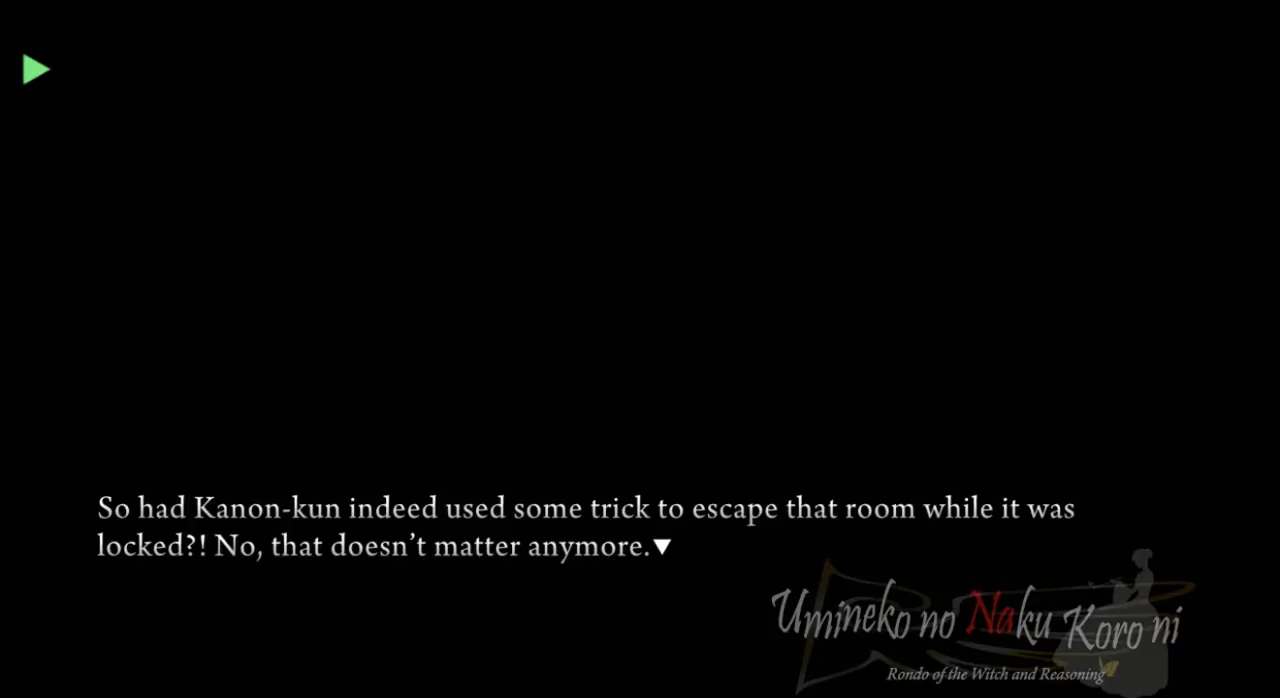 So had Kanon-kun indeed used some trick to escape that room while it was
locked?! No, that doesn’t matter anymore.▼
Umineko no Naku Koro ni
Rondo of the Witch and Reasoning